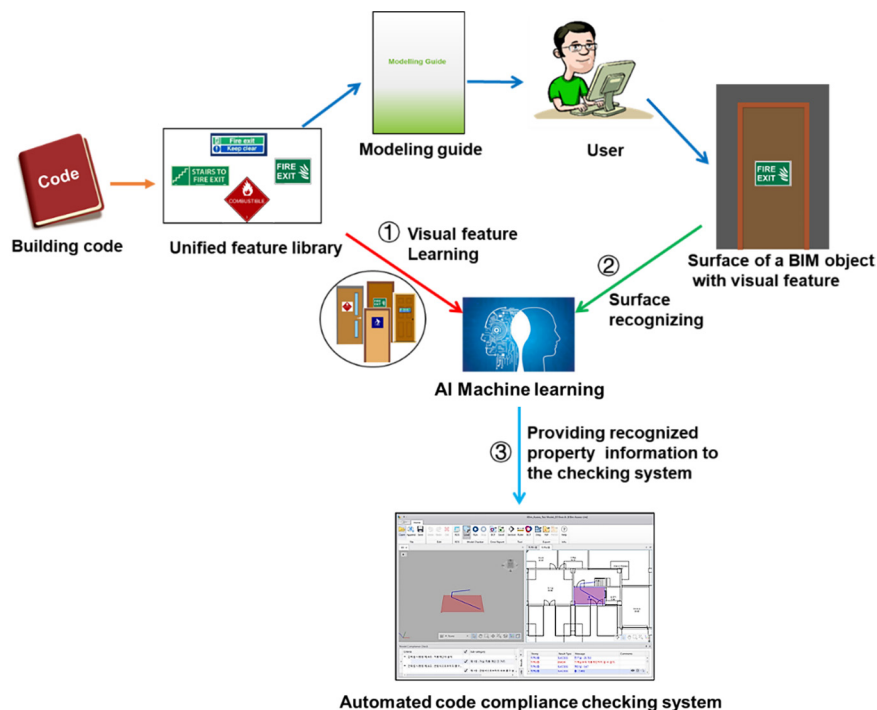 Modelling Guide
Modeling guide
User
Code
Building code
Fire exit
Keep clear
STAIRS TO
FIRE EXIT
FIRE
EXIT
COMBUSTIBLE
Unified feature library
FIRE
EXIT
Surface of a BIM object
with visual feature
① Visual feature
Learning
②
Surface
recognizing
AI Machine learning
③
Providing recognized
property information to
the checking system
Automated code compliance checking system